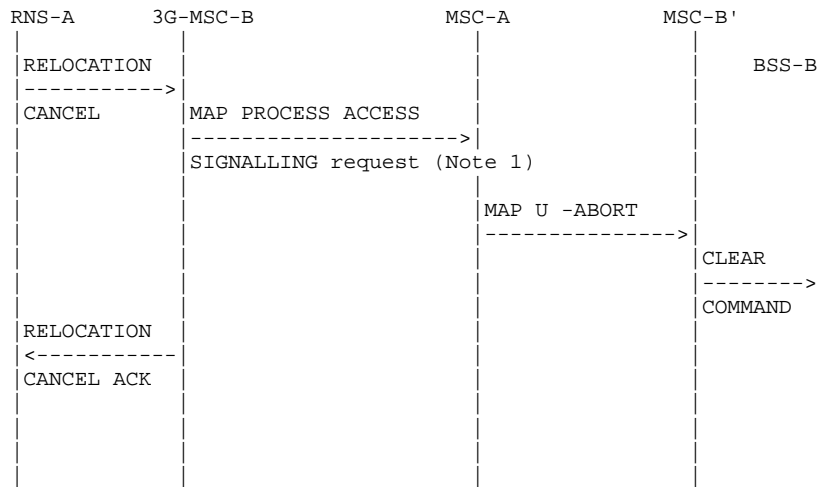 RNS-A 3G-MSC-B MSC-A MSC-B'
RELOCATION BSS-B
----------->
CANCEL MAP PROCESS ACCESS
--------------------->
SIGNALLING request (Note 1)
MAP U -ABORT
--------------->
CLEAR
-------->
COMMAND
RELOCATION
<-----------
CANCEL ACK